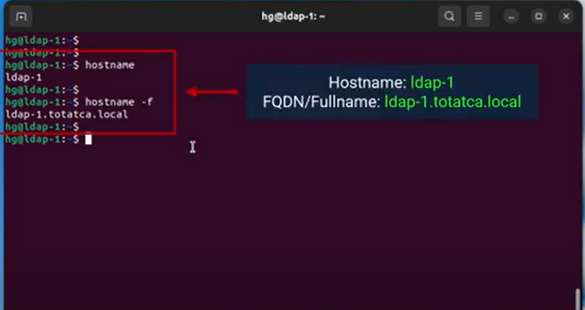 hg@ldap-1: ~
hg@ldap-1:~$
hg@ldap-1:~$
hg@ldap-1:~$ hostname
ldap-1
hg@ldap-1:~$
hg@ldap-1:~$ hostname -f
ldap-1.totatca.local
hg@ldap-1:~$
hg@ldap-1:~$
Hostname: ldap-1
FQDN/Fullname: ldap-1.totatca.local